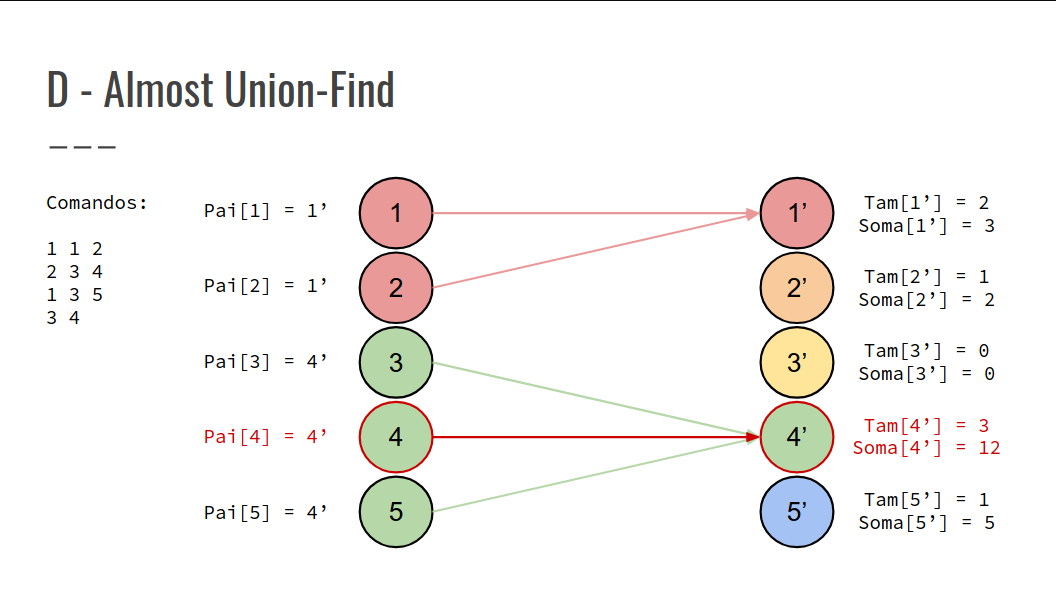 D - Almost Union-Find
Comandos:
1 1 2
2 3 4
1 3 5
3 4
Pai[1] = 1’
1
1’
Tam[1’] = 2
Soma[1’] = 3
Pai[2] = 1’
2
2’
Tam[2’] = 1
Soma[2’] = 2
Pai[3] = 4’
3
3’
Tam[3’] = 0
Soma[3’] = 0
Pai[4] = 4’
4
4’
Tam[4’] = 3
Soma[4’] = 12
Pai[5] = 4’
5
5’
Tam[5’] = 1
Soma[5’] = 5